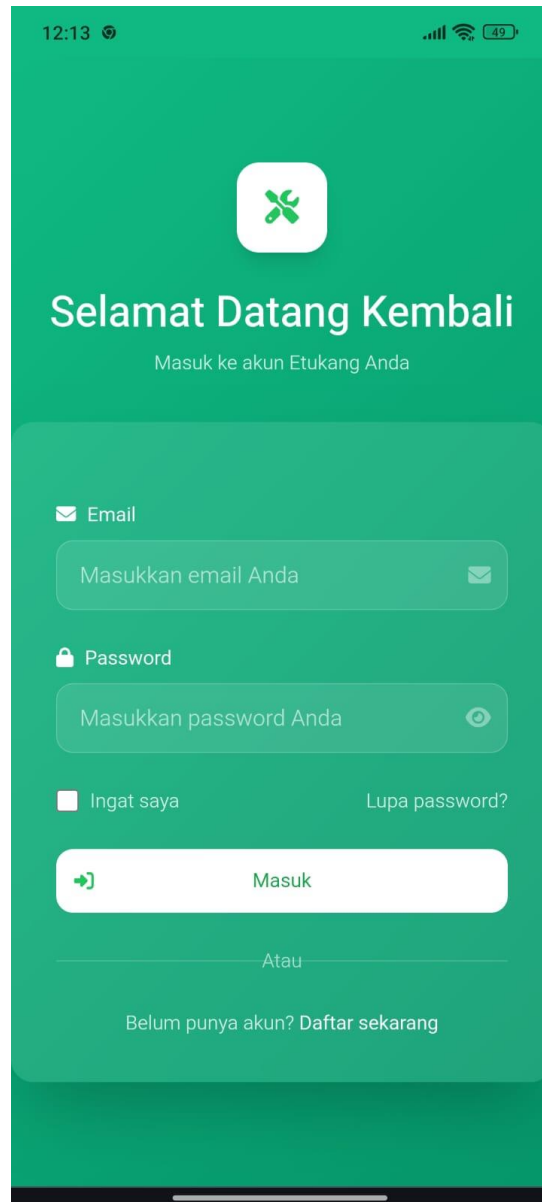 12:13
49
Selamat Datang Kembali
Masuk ke akun Etukang Anda
Email
Masukkan email Anda
Password
Masukkan password Anda
Ingat saya Lupa password?
Masuk
Atau
Belum punya akun? Daftar sekarang